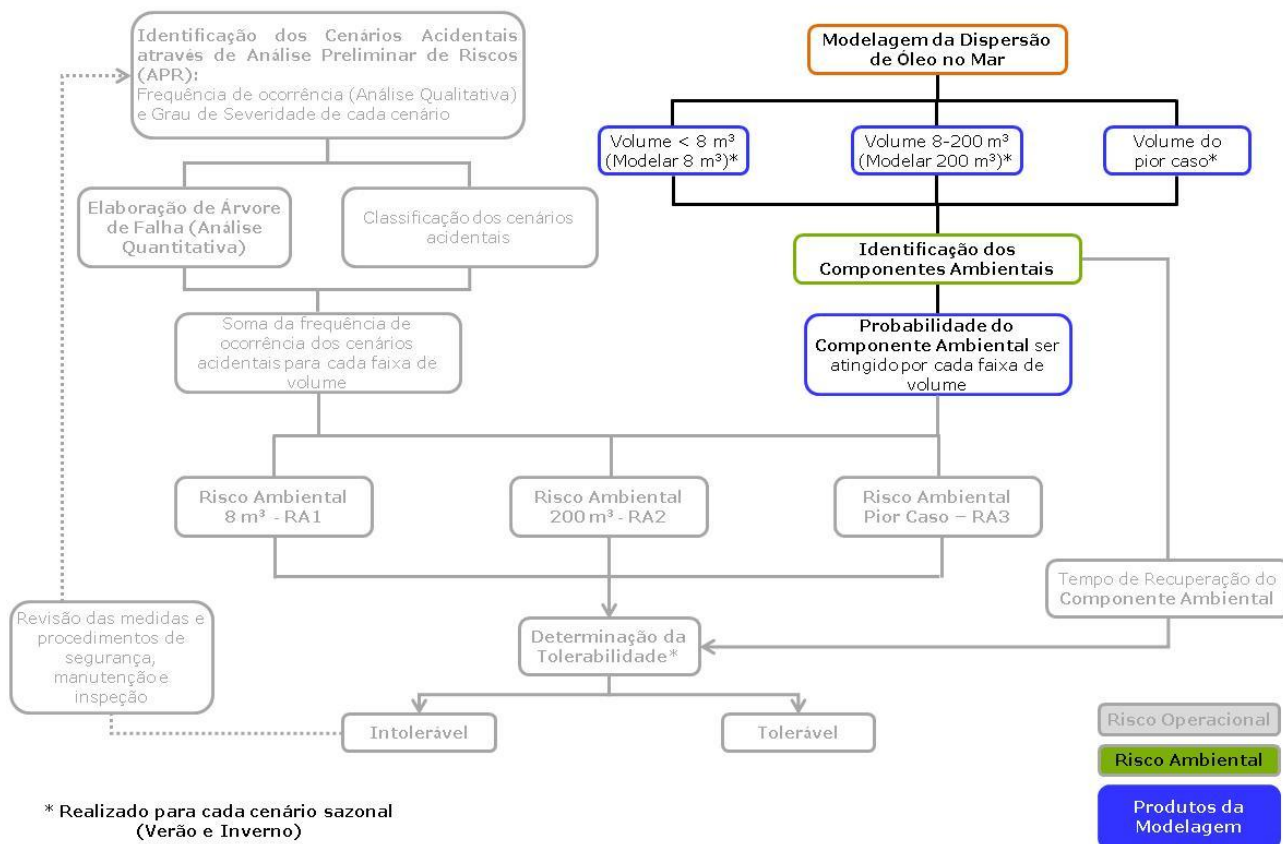 Identificação dos Cenários Acidentais
através de Análise Preliminar de Riscos
(APR):
Frequência de ocorrência (Análise Qualitativa)
e Grau de Severidade de cada cenário
Modelagem da Dispersão
de Óleo no Mar
Volume < 8 m³
(Modelar 8 m³)*
Volume 8-200 m³
(Modelar 200 m³)*
Volume do
pior caso*
Elaboração de Árvore
de Falha (Análise
Quantitativa)
Classificação dos cenários
acidentais
Identificação dos
Componentes Ambientais
Soma da frequência de
ocorrência dos cenários
acidentais para cada faixa de
volume
Probabilidade do
Componente Ambiental ser
atingido por cada faixa de
volume
Risco Ambiental
8 m³ - RA1
Risco Ambiental
200 m³ - RA2
Risco Ambiental
Pior Caso – RA3
Tempo de Recuperação do
Componente Ambiental
Revisão das medidas e
procedimentos de
segurança,
manutenção e
inspeção
Determinação da
Tolerabilidade*
Intolerável
Tolerável
Risco Operacional
Risco Ambiental
Produtos da
Modelagem
* Realizado para cada cenário sazonal
(Verão e Inverno)